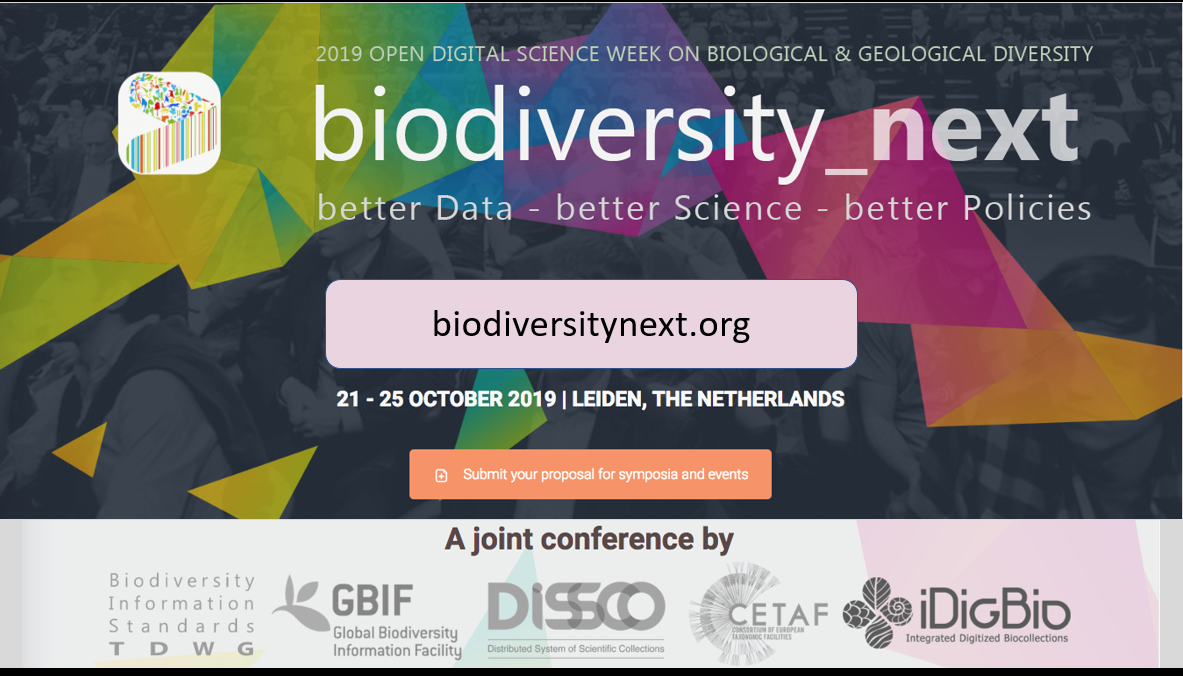 2019 OPEN DIGITAL SCIENCE WEEK ON BIOLOGICAL & GEOLOGICAL DIVERSITY
biodiversity_next
better Data - better Science - better Policies
biodiversitynext.org
21 - 25 OCTOBER 2019 | LEIDEN, THE NETHERLANDS
Submit your proposal for symposia and events
A joint conference by
Biodiversity
Information
Standards
T D W G
GBIF
Global Biodiversity
Information Facility
DiSSCO
Distributed System of Scientific Collections
CETAF
CONSORTIUM OF EUROPEAN
TAXONOMIC FACILITIES
iDigBio
Integrated Digitized Biocollections